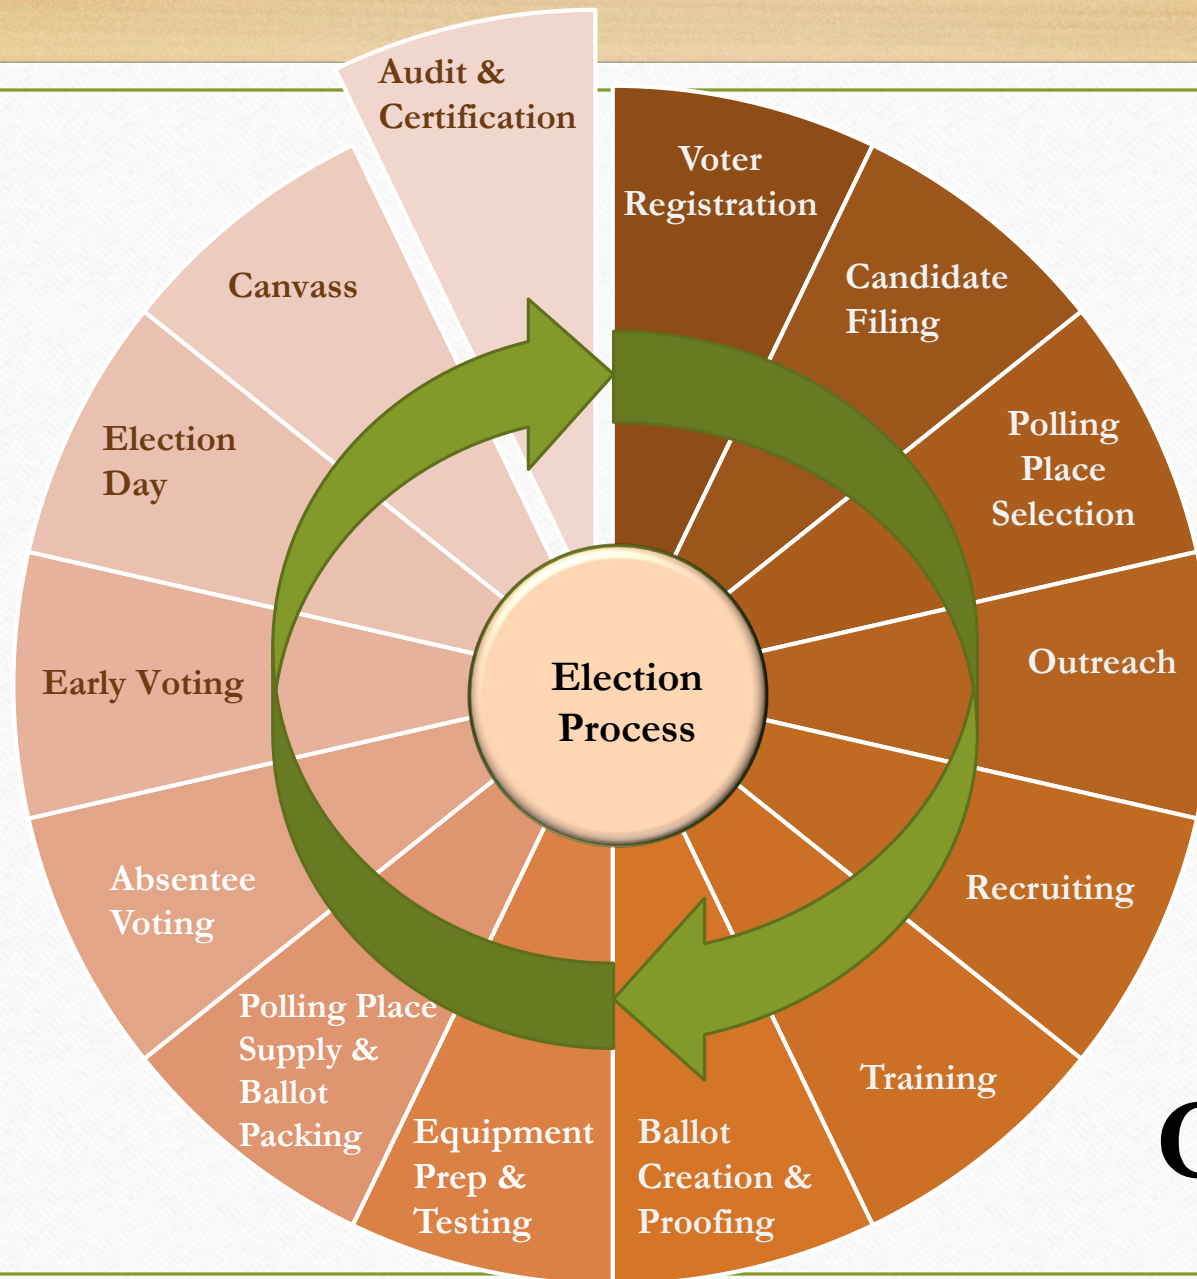 Audit &
Certification
Voter
Registration
Candidate
Filing
Polling
Place
Selection
Outreach
Recruiting
Training
Ballot
Creation &
Proofing
Equipment
Prep &
Testing
Polling Place
Supply &
Ballot
Packing
Absentee
Voting
Early Voting
Election
Day
Canvass
Election
Process